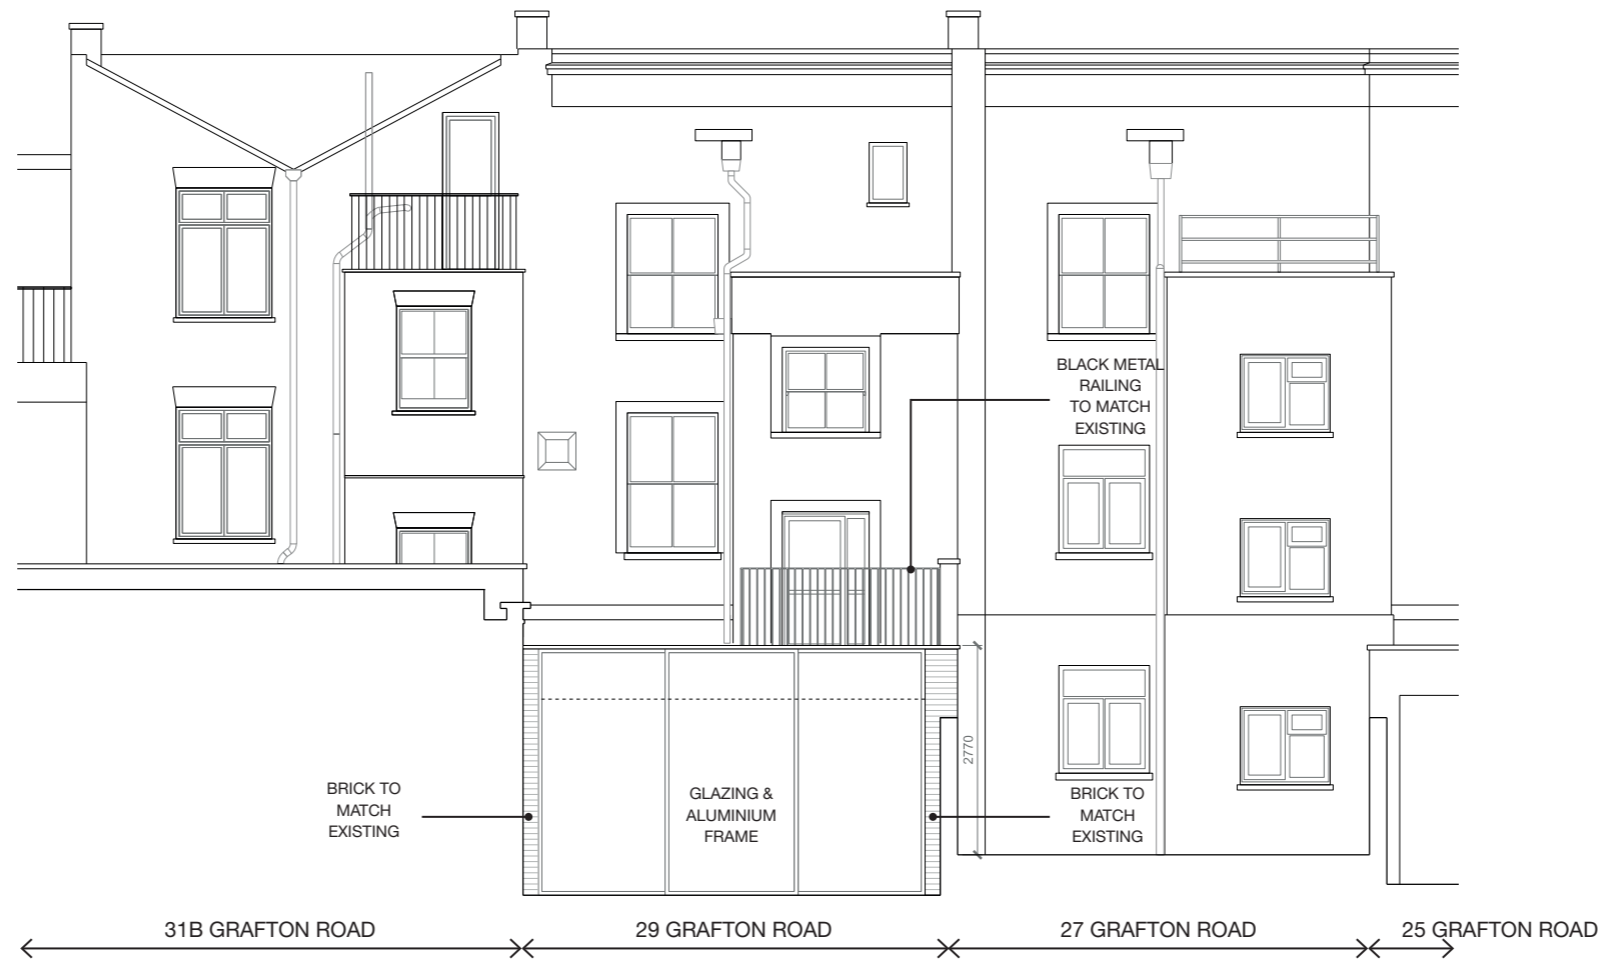 BLACK METAL
RAILING
TO MATCH
EXISTING
2770
BRICK TO
MATCH
EXISTING
GLAZING &
ALUMINIUM
FRAME
BRICK TO
MATCH
EXISTING
31B GRAFTON ROAD
29 GRAFTON ROAD
27 GRAFTON ROAD
25 GRAFTON ROAD